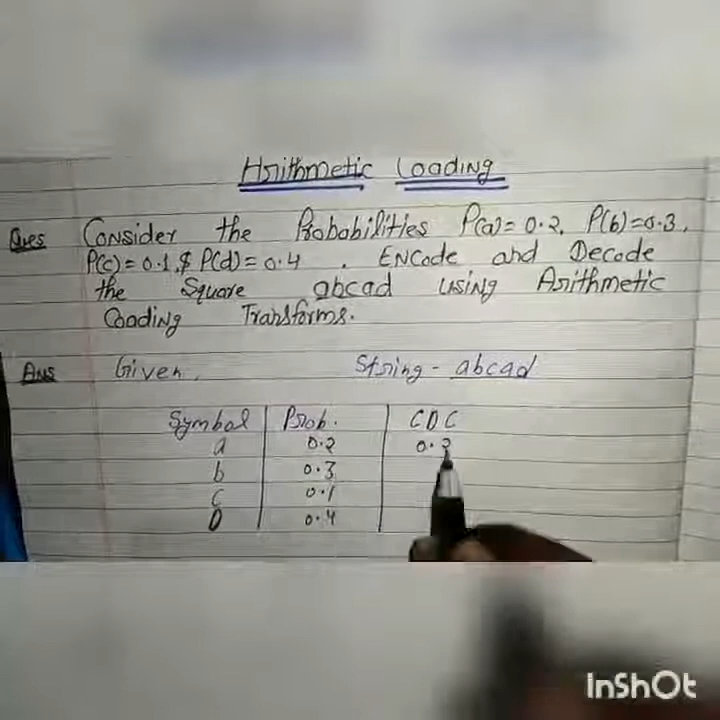 Arithmetic Coading
Ques Consider the Probabilities P(a)=0.2, P(b)=0.3,
P(c)=0.1, & P(d)=0.4. Encode and Decode
the Square abcad using Arithmetic
Coading Transforms.
Ans Given, String - abcad
Symbol Prob. CDC
a 0.2 0.2
b 0.3
c 0.1
D 0.4
InShOt